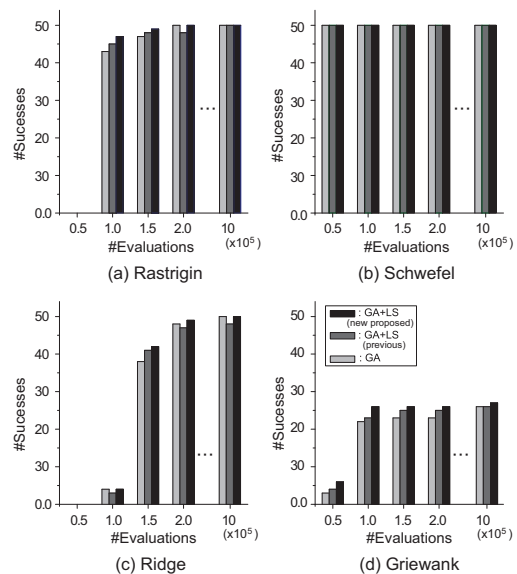 50
40
30
20
30
0.0
#Sucesses
...
0.5 1.0 1.5 2.0 10
#Evaluations (x10⁵)
(a) Rastrigin
50
40
30
20
30
0.0
#Sucesses
...
0.5 1.0 1.5 2.0 10
#Evaluations (x10⁵)
(b) Schwefel
50
40
30
20
30
0.0
#Sucesses
...
0.5 1.0 1.5 2.0 10
#Evaluations (x10⁵)
(c) Ridge
50
40
30
20
30
0.0
#Sucesses
: GA+LS
(new proposed)
: GA+LS
(previous)
: GA
...
0.5 1.0 1.5 2.0 10
#Evaluations (x10⁵)
(d) Griewank